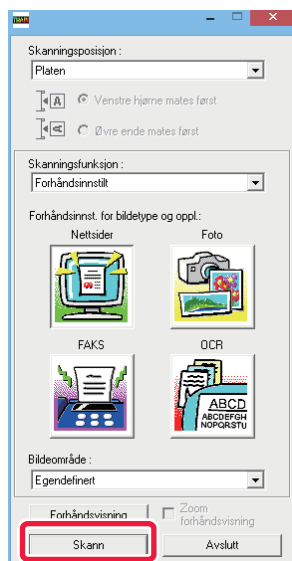 TWAIN
Skanningsposisjon :
Platen
A Venstre hjørne mates først
A Øvre ende mates først
Skanningsfunksjon :
Forhåndsinnstilt
Forhåndsinnst. for bildetype og oppl.:
Nettsider Foto
FAKS OCR
ABCD
ABCDEFGH
NOPQRSTU
Bildeområde :
Egendefinert
Forhåndsvisning Zoom
forhåndsvisning
Skann Avslutt